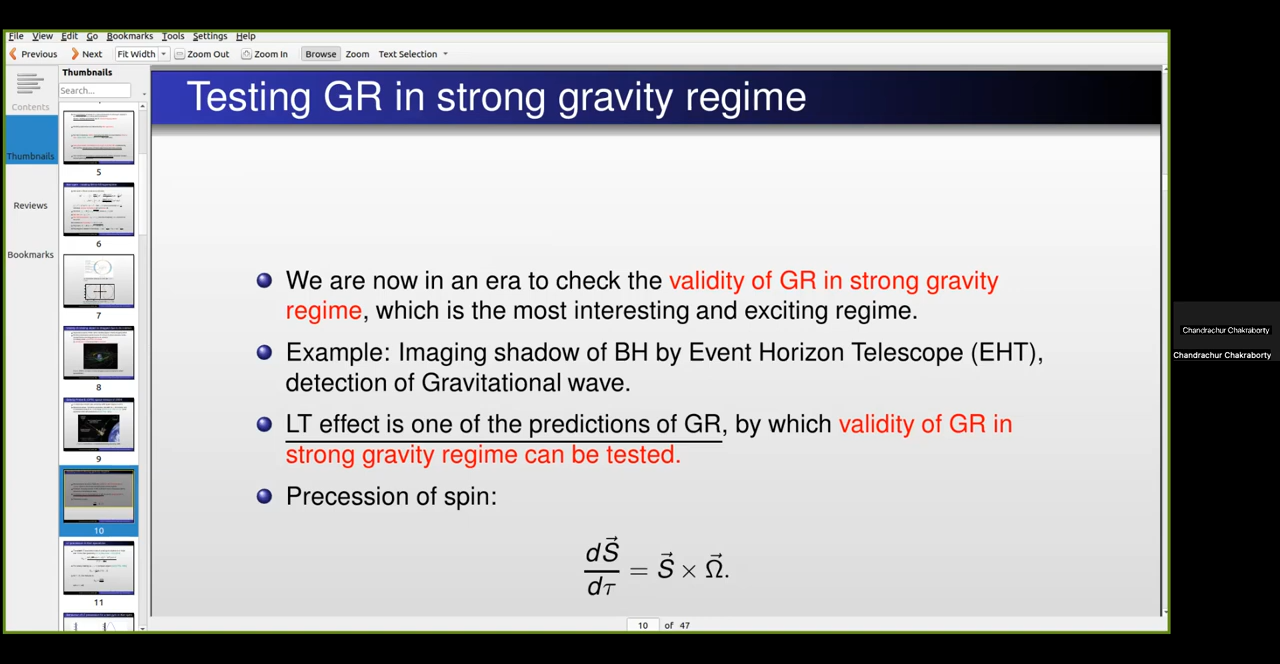 File View Edit Go Bookmarks Tools Settings Help
Previous Next Fit Width Zoom Out Zoom In Browse Zoom Text Selection
Contents
Thumbnails
Reviews
Bookmarks
Thumbnails
Search...
5
6
7
8
9
10
11
Testing GR in strong gravity regime
We are now in an era to check the validity of GR in strong gravity
regime, which is the most interesting and exciting regime.
Example: Imaging shadow of BH by Event Horizon Telescope (EHT),
detection of Gravitational wave.
LT effect is one of the predictions of GR, by which validity of GR in
strong gravity regime can be tested.
Precession of spin:
dS⃗/dτ = S⃗ × Ω⃗.
10 of 47
Chandrachur Chakraborty
Chandrachur Chakraborty